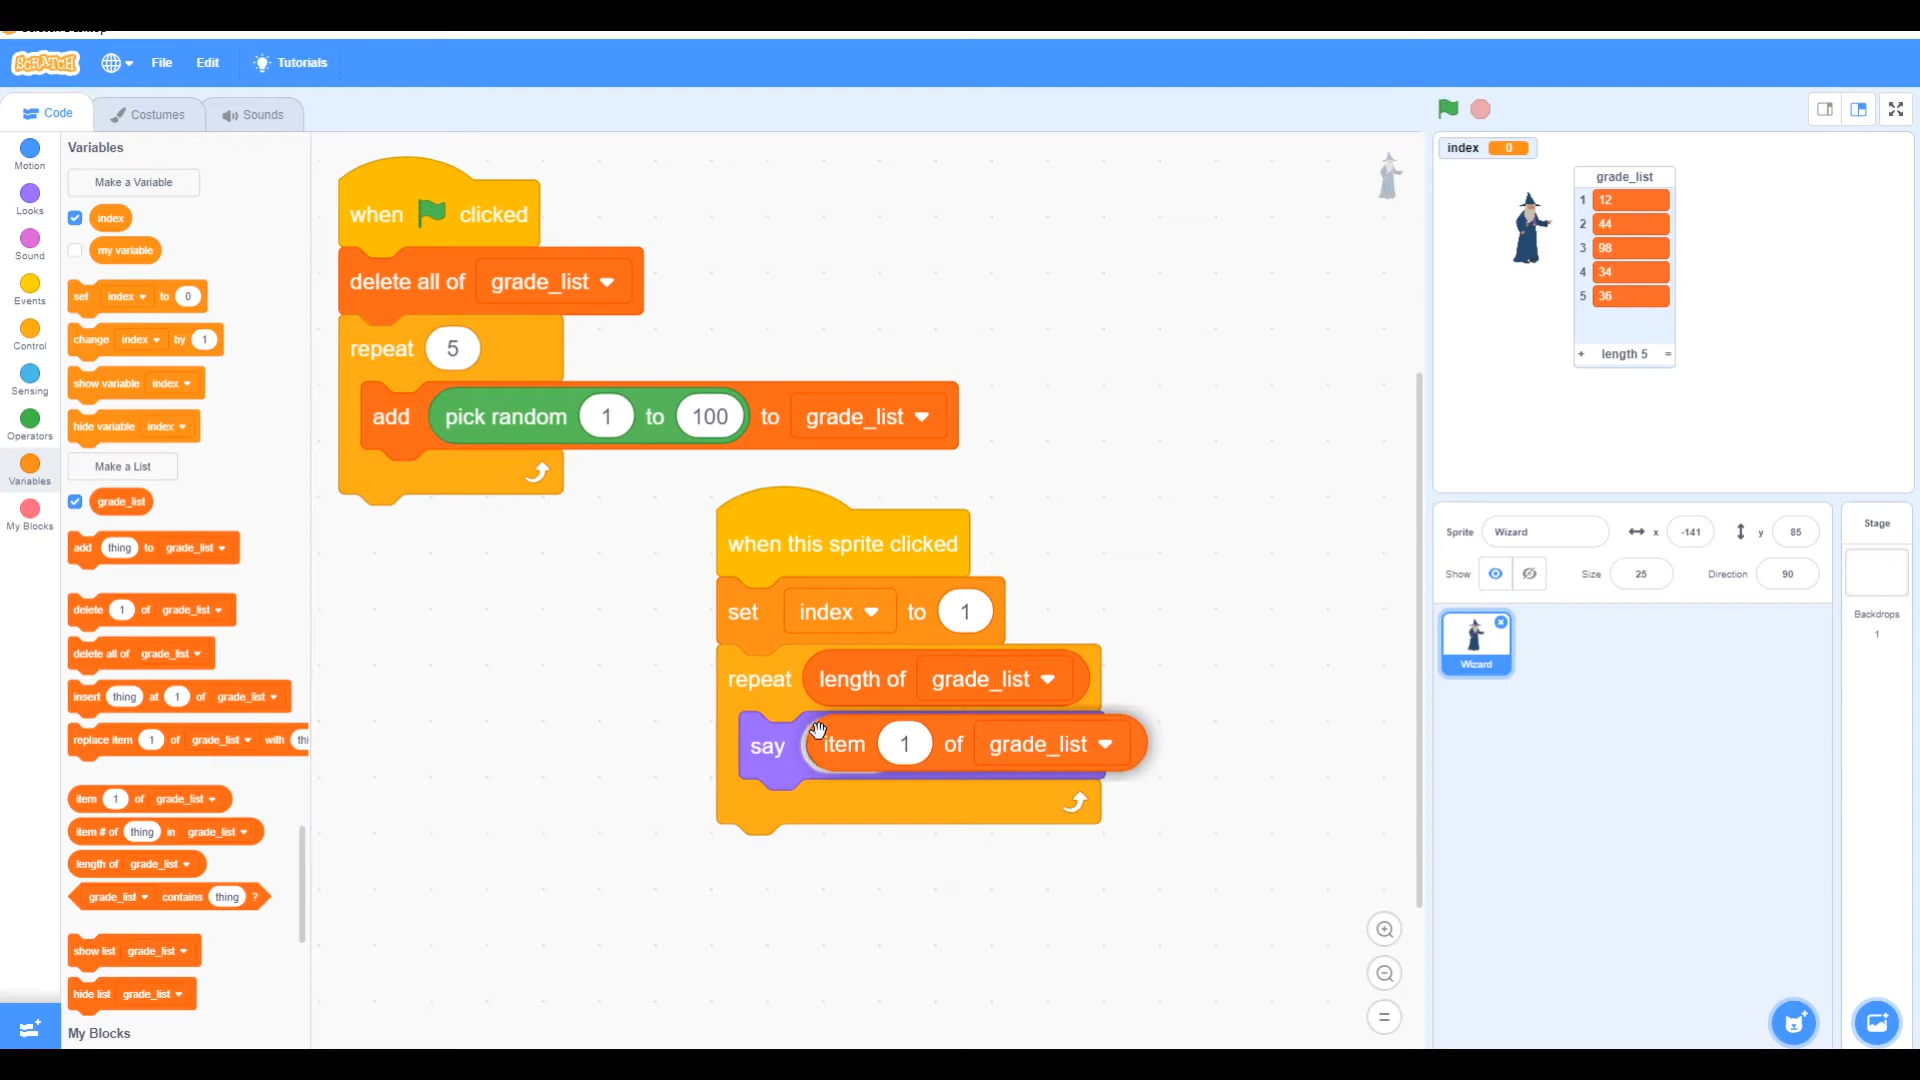 SCRATCH File Edit Tutorials
Code Costumes Sounds
Motion
Looks
Sound
Events
Control
Sensing
Operators
Variables
My Blocks
Variables
Make a Variable
index
my variable
set index to 0
change index by 1
show variable index
hide variable index
Make a List
grade_list
add thing to grade_list
delete 1 of grade_list
delete all of grade_list
insert thing at 1 of grade_list
replace item 1 of grade_list with thi
item 1 of grade_list
item # of thing in grade_list
length of grade_list
grade_list contains thing ?
show list grade_list
hide list grade_list
My Blocks
when clicked
delete all of grade_list
repeat 5
add pick random 1 to 100 to grade_list
when this sprite clicked
set index to 1
repeat length of grade_list
say item 1 of grade_list
index 0
grade_list
1 12
2 44
3 98
4 34
5 36
+ length 5 =
Sprite Wizard x -141 y 85
Show Size 25 Direction 90
Wizard
Stage
Backdrops
1